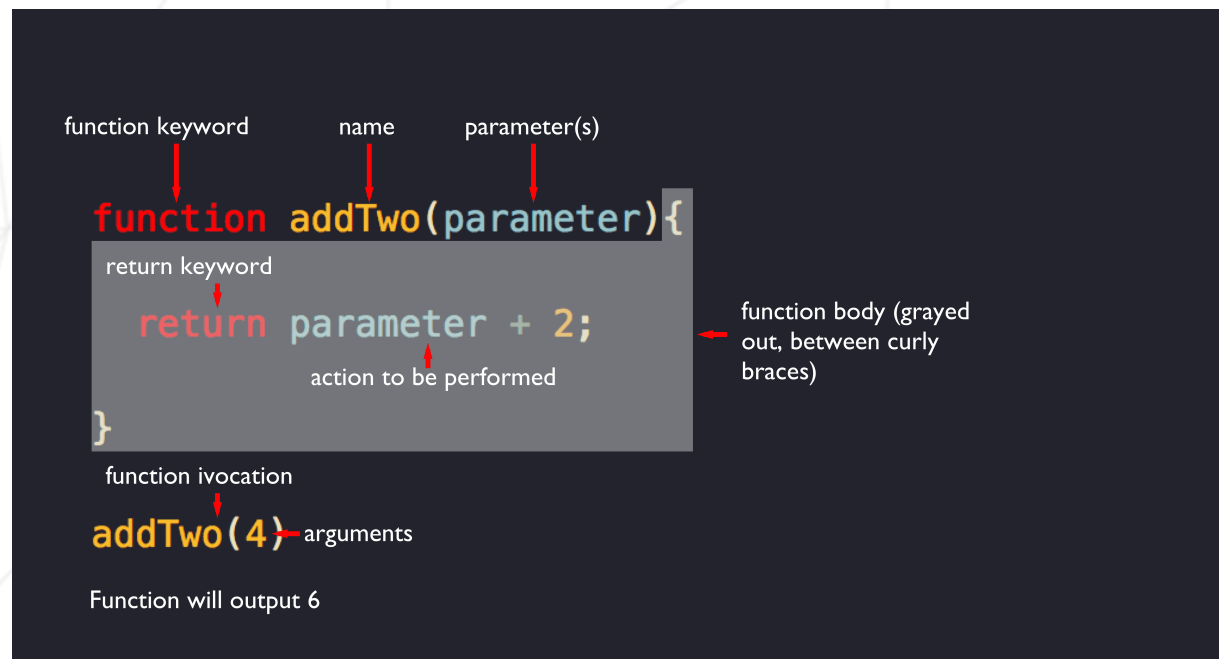 function keyword name parameter(s)
function addTwo(parameter){
return keyword
return parameter + 2;
action to be performed
}
function body (grayed
out, between curly
braces)
function ivocation
addTwo(4) arguments
Function will output 6